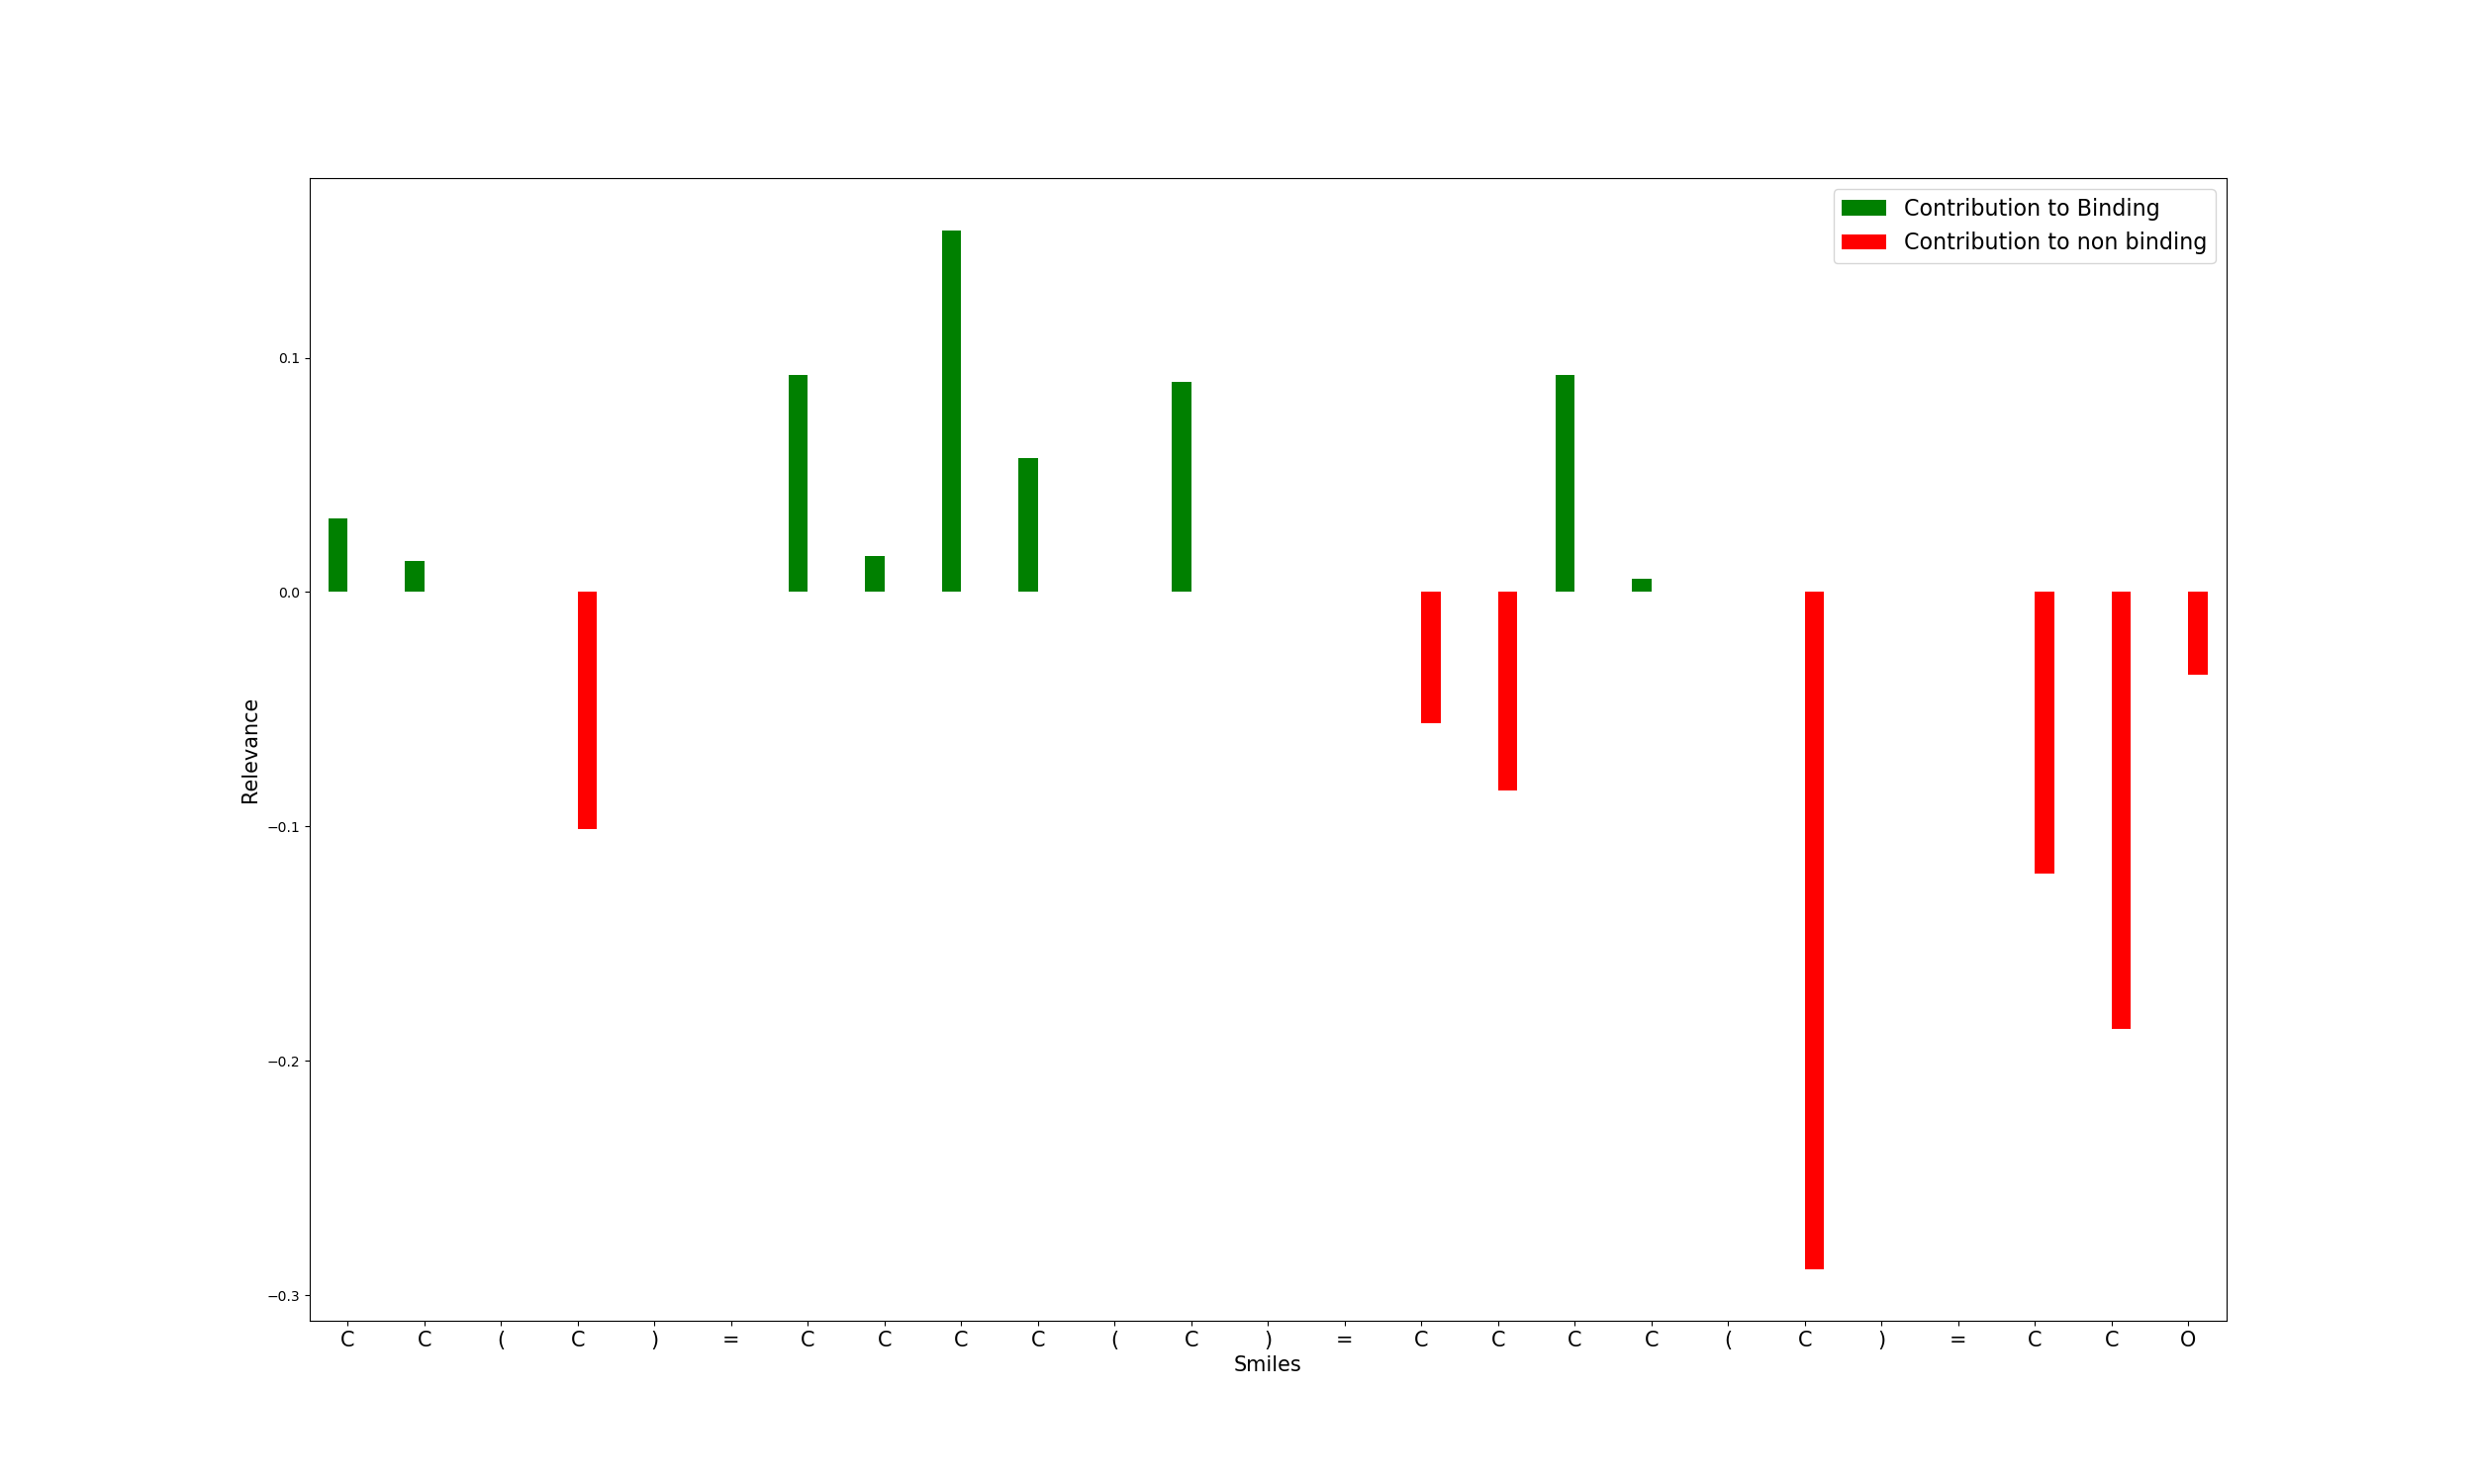 Contribution to Binding
Contribution to non binding
0.1
0.0
−0.1
−0.2
−0.3
Relevance
C C ( C ) = C C C C ( C ) = C C C C ( C ) = C C O
Smiles